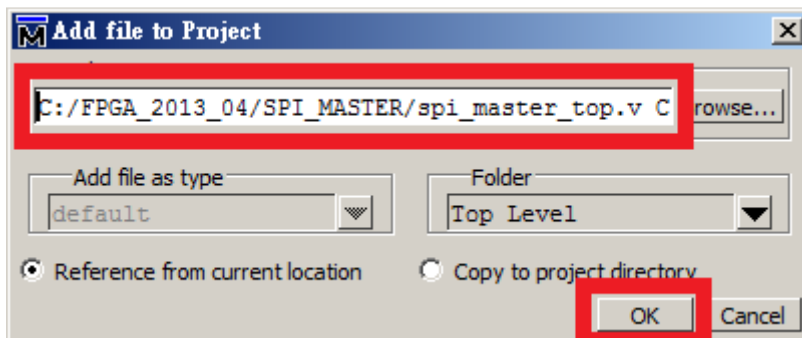 Add file to Project
C:/FPGA_2013_04/SPI_MASTER/spi_master_top.v C
rowse...
Add file as type
Folder
default
Top Level
Reference from current location
Copy to project directory
OK
Cancel